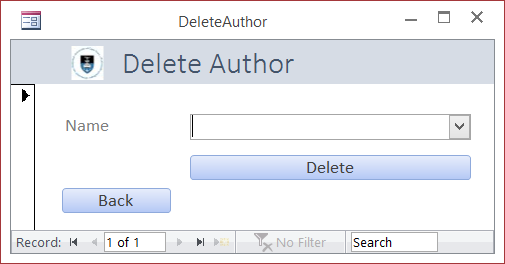 DeleteAuthor
Delete Author
Name
Delete
Back
Record: 1 of 1 No Filter Search